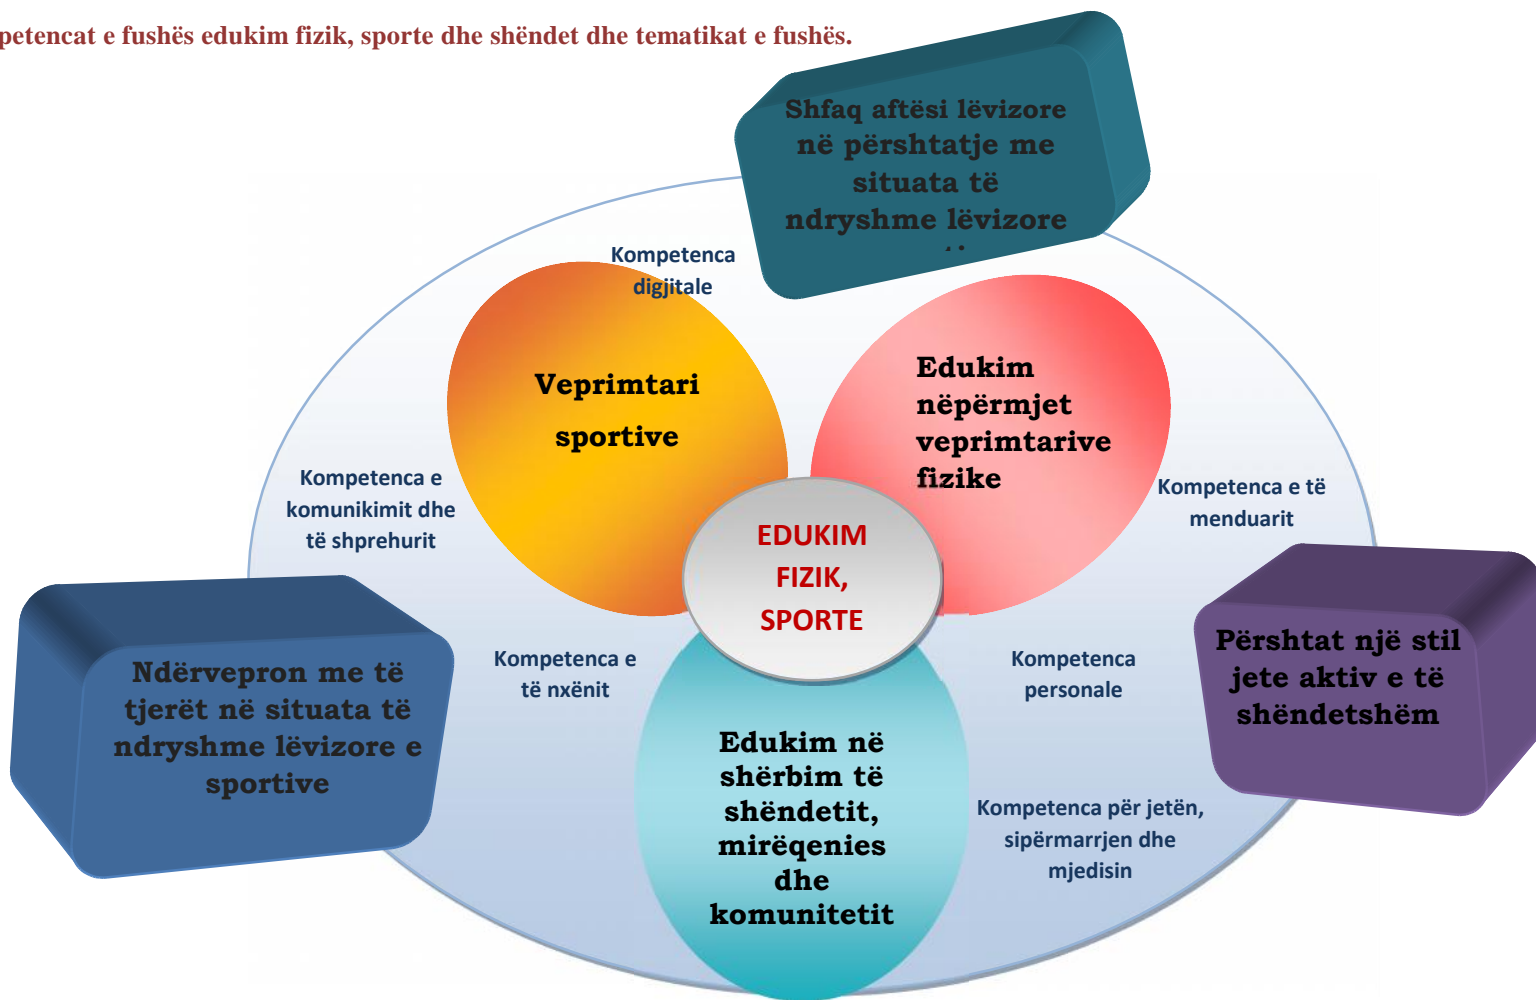 petencat e fushës edukim fizik, sporte dhe shëndet dhe tematikat e fushës.
Shfaq aftësi lëvizore
në përshtatje me
situata të
ndryshme lëvizore
Kompetenca
digjitale
Veprimtari
sportive
Edukim
nëpërmjet
veprimtarive
fizike
Kompetenca e
komunikimit dhe
të shprehurit
Kompetenca e të
menduarit
EDUKIM
FIZIK,
SPORTE
Ndërvepron me të
tjerët në situata të
ndryshme lëvizore e
sportive
Kompetenca e
të nxënit
Kompetenca
personale
Përshtat një stil
jete aktiv e të
shëndetshëm
Edukim në
shërbim të
shëndetit,
mirëqenies
dhe
komunitetit
Kompetenca për jetën,
sipërmarrjen dhe
mjedisin